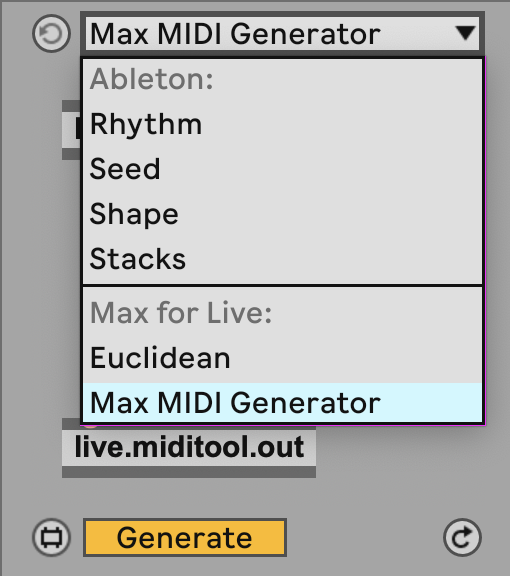 Max MIDI Generator
Ableton:
Rhythm
Seed
Shape
Stacks
Max for Live:
Euclidean
Max MIDI Generator
live.miditool.out
Generate